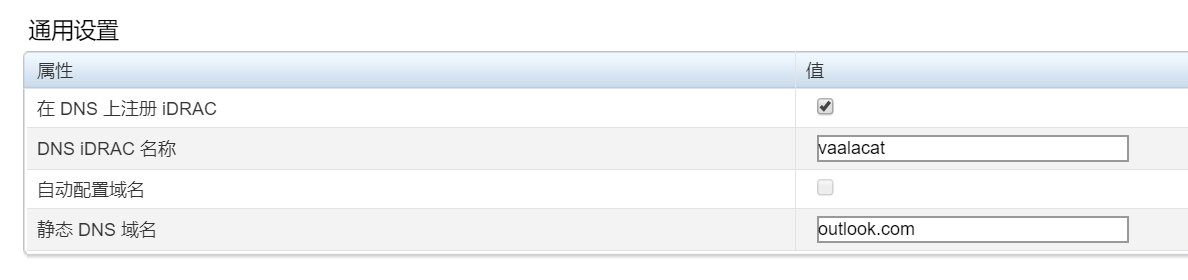 通用设置
属性 值
在 DNS 上注册 iDRAC
DNS iDRAC 名称 vaalacat
自动配置域名
静态 DNS 域名 outlook.com